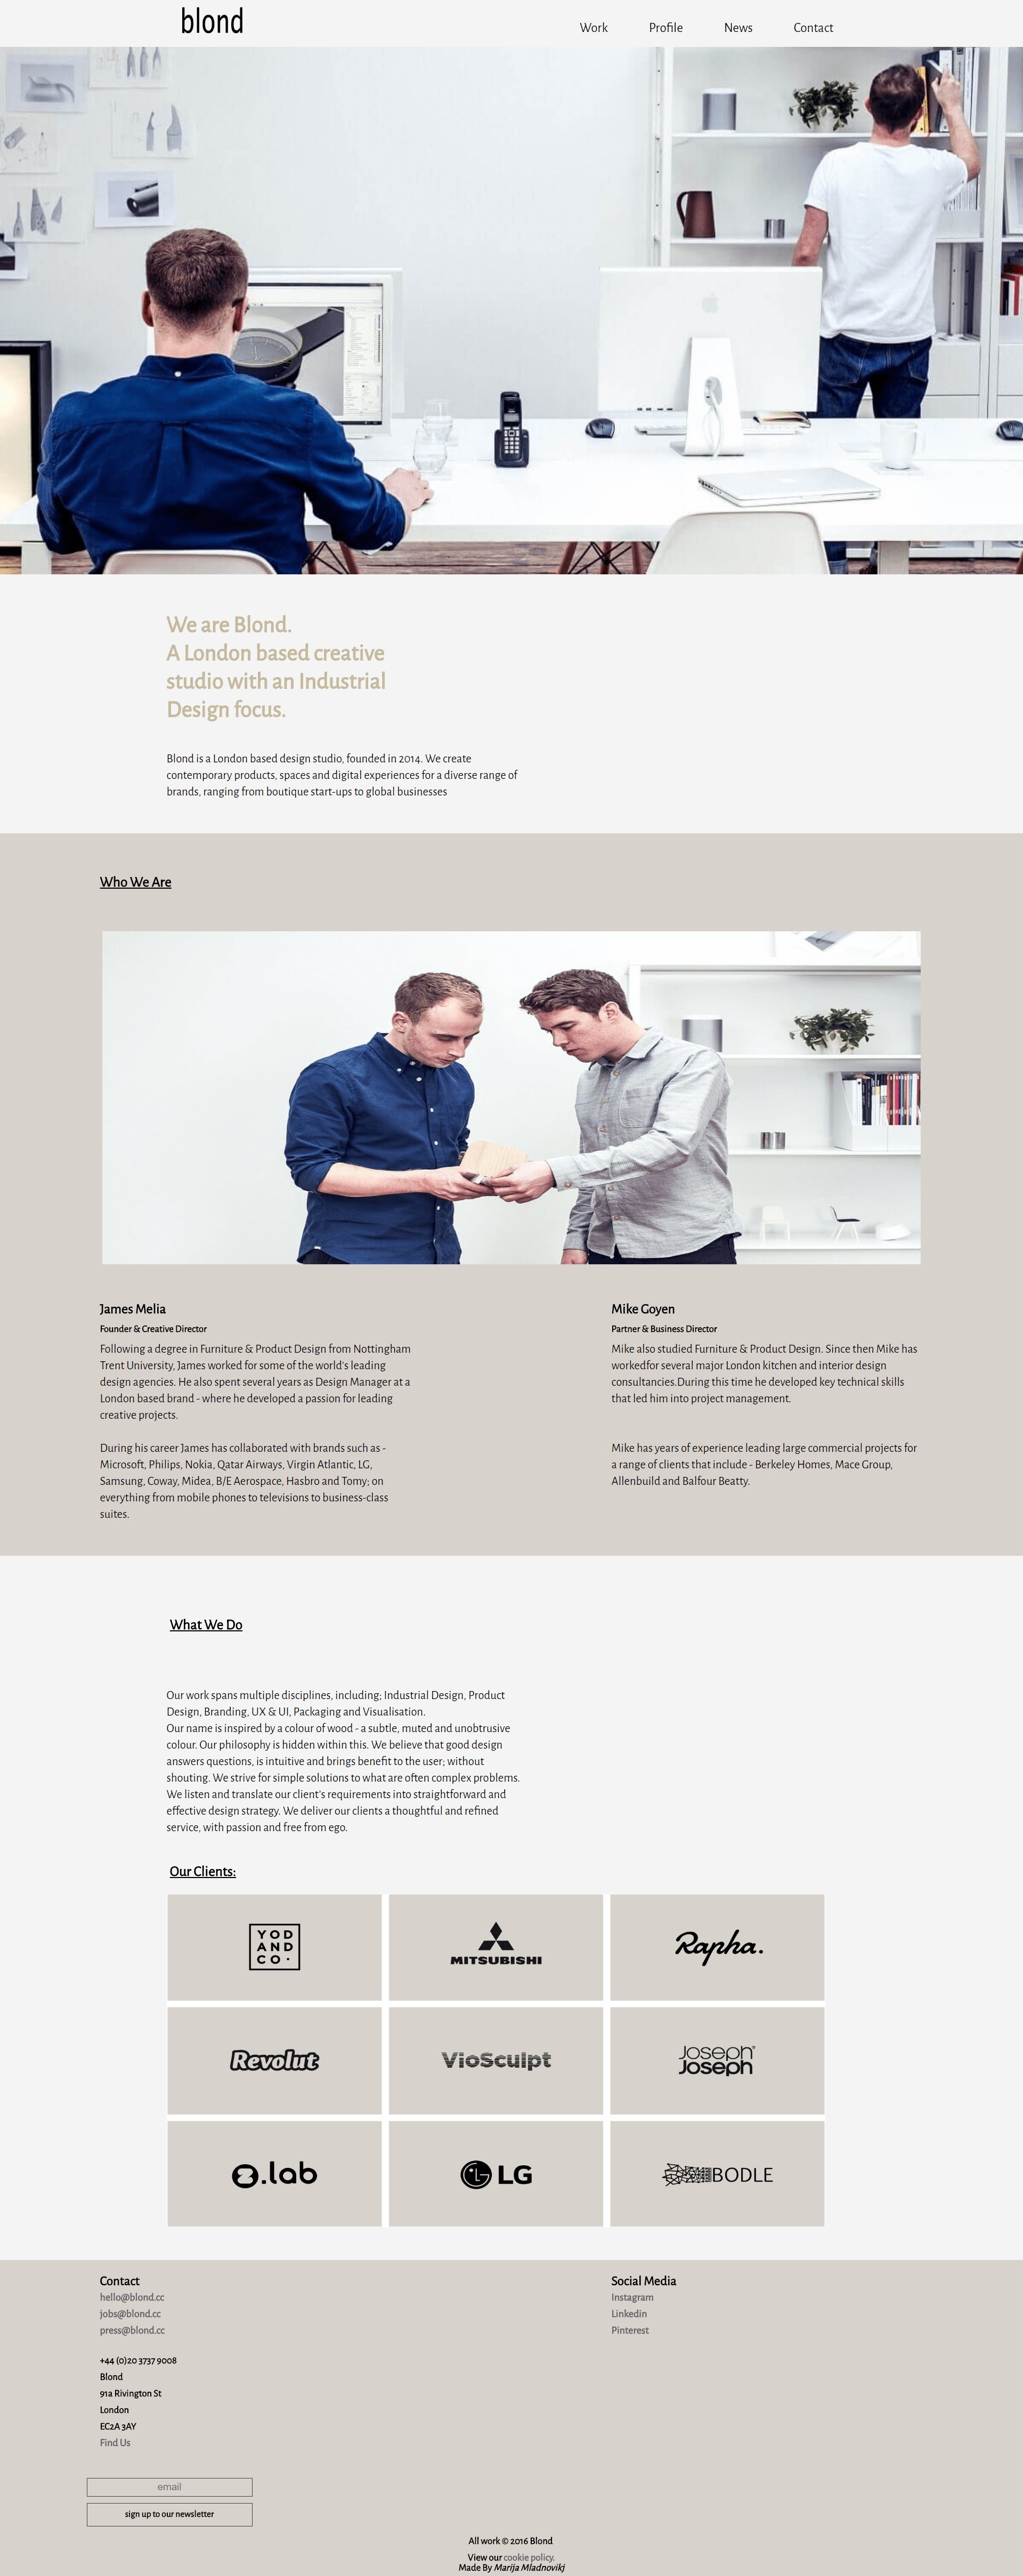 blond
Work Profile News Contact
We are Blond.
A London based creative
studio with an Industrial
Design focus.
Blond is a London based design studio, founded in 2014. We create
contemporary products, spaces and digital experiences for a diverse range of
brands, ranging from boutique start-ups to global businesses
Who We Are
James Melia
Founder & Creative Director
Following a degree in Furniture & Product Design from Nottingham
Trent University, James worked for some of the world's leading
design agencies. He also spent several years as Design Manager at a
London based brand - where he developed a passion for leading
creative projects.
During his career James has collaborated with brands such as -
Microsoft, Philips, Nokia, Qatar Airways, Virgin Atlantic, LG,
Samsung, Coway, Midea, B/E Aerospace, Hasbro and Tomy; on
everything from mobile phones to televisions to business-class
suites.
Mike Goyen
Partner & Business Director
Mike also studied Furniture & Product Design. Since then Mike has
workedfor several major London kitchen and interior design
consultancies.During this time he developed key technical skills
that led him into project management.
Mike has years of experience leading large commercial projects for
a range of clients that include - Berkeley Homes, Mace Group,
Allenbuild and Balfour Beatty.
What We Do
Our work spans multiple disciplines, including; Industrial Design, Product
Design, Branding, UX & UI, Packaging and Visualisation.
Our name is inspired by a colour of wood - a subtle, muted and unobtrusive
colour. Our philosophy is hidden within this. We believe that good design
answers questions, is intuitive and brings benefit to the user; without
shouting. We strive for simple solutions to what are often complex problems.
We listen and translate our client's requirements into straightforward and
effective design strategy. We deliver our clients a thoughtful and refined
service, with passion and free from ego.
Our Clients:
YOD
AND
CO·
MITSUBISHI
Rapha.
Revolut
VioSculpt
Joseph®
Joseph
O.lab
LG
BODLE
Contact
hello@blond.cc
jobs@blond.cc
press@blond.cc
+44 (0)20 3737 9008
Blond
91a Rivington St
London
EC2A 3AY
Find Us
Social Media
Instagram
Linkedin
Pinterest
email
sign up to our newsletter
All work © 2016 Blond
View our cookie policy.
Made By Marija Mladnovikj